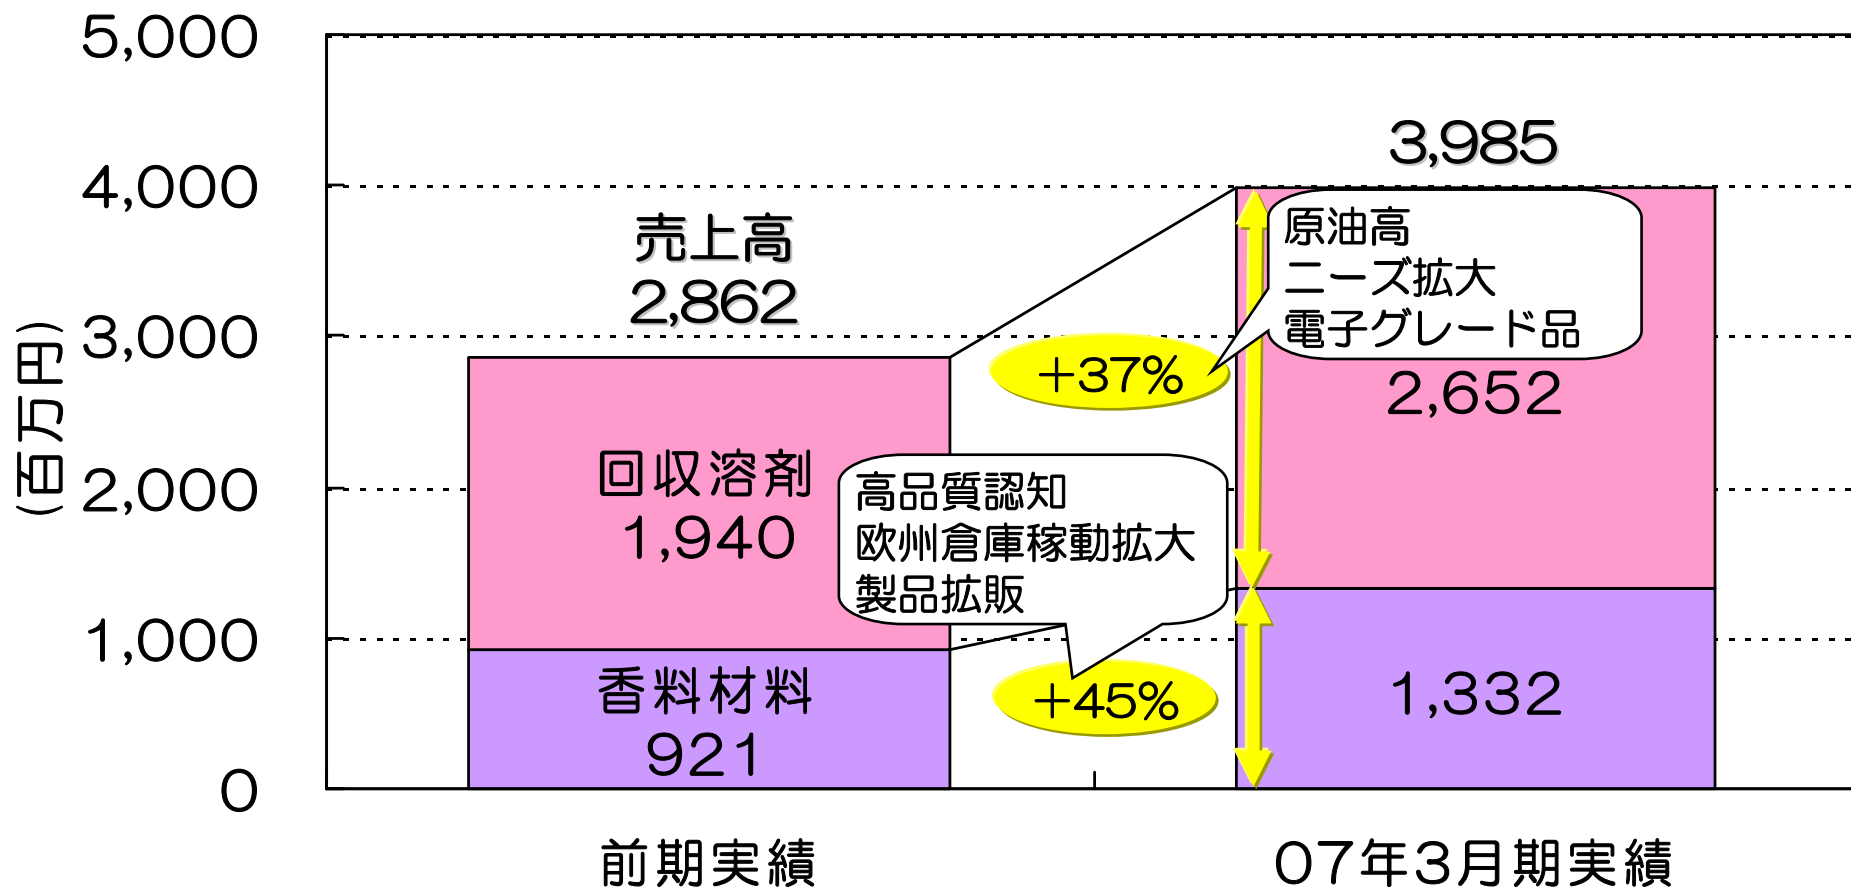 (百万円)
5,000
4,000
3,000
2,000
1,000
0
売上高
2,862
回収溶剤
1,940
香料材料
921
+37%
+45%
高品質認知
欧州倉庫稼動拡大
製品拡販
3,985
原油高
ニーズ拡大
電子グレード品
2,652
1,332
前期実績
07年3月期実績